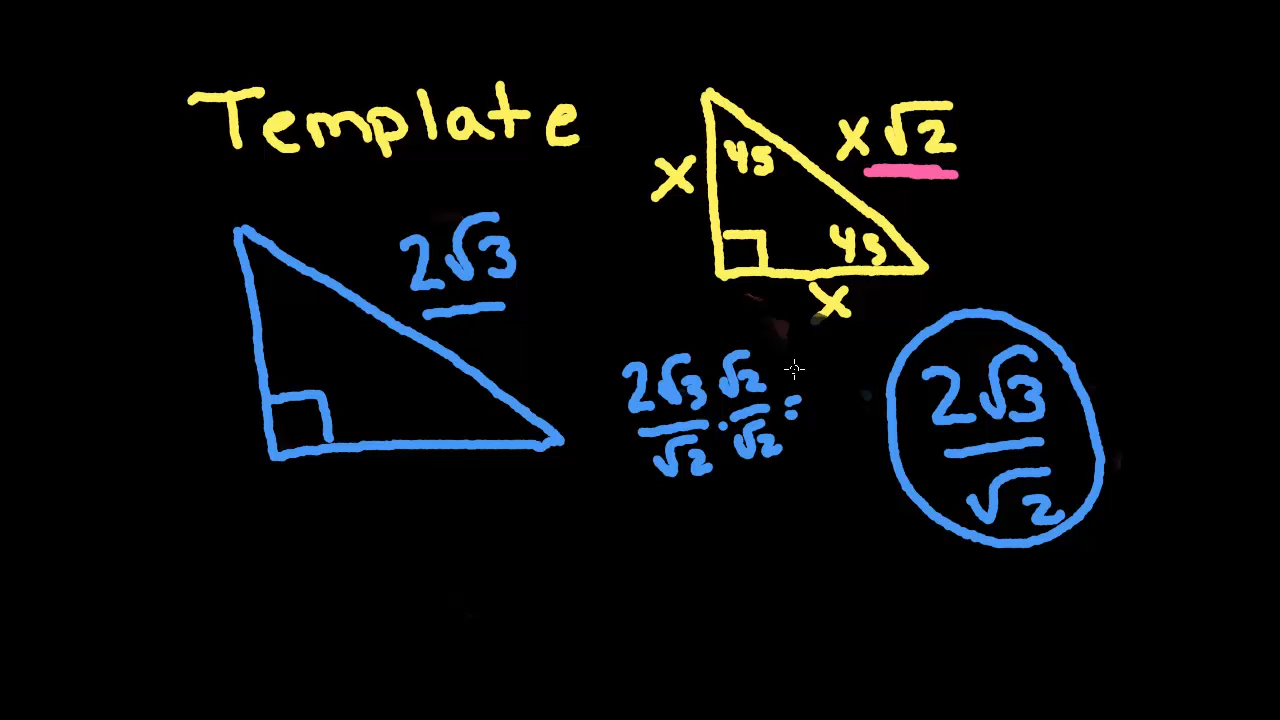 Template
x
45
x√2
45
x
2√3
2√3/√2 · √2/√2 =
2√3/√2